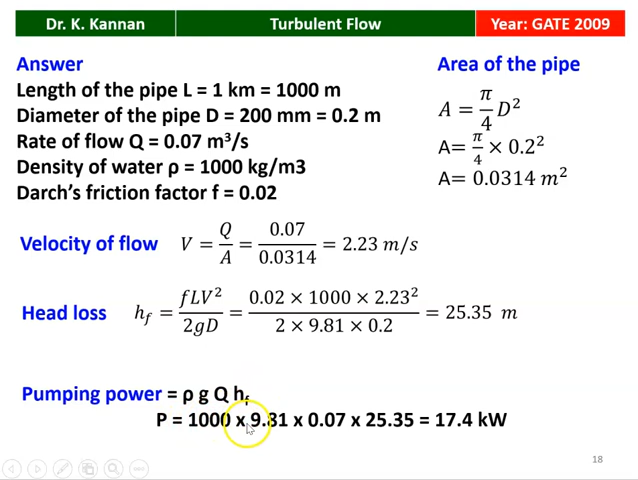 Dr. K. Kannan
Turbulent Flow
Year: GATE 2009
Answer
Length of the pipe L = 1 km = 1000 m
Diameter of the pipe D = 200 mm = 0.2 m
Rate of flow Q = 0.07 m³/s
Density of water ρ = 1000 kg/m3
Darch's friction factor f = 0.02
Area of the pipe
A = π/4 D²
A= π/4 × 0.2²
A= 0.0314 m²
Velocity of flow V = Q/A = 0.07/0.0314 = 2.23 m/s
Head loss h_f = fLV²/2gD = 0.02 × 1000 × 2.23²/2 × 9.81 × 0.2 = 25.35 m
Pumping power = ρ g Q h_f
P = 1000 x 9.81 x 0.07 x 25.35 = 17.4 kW
18